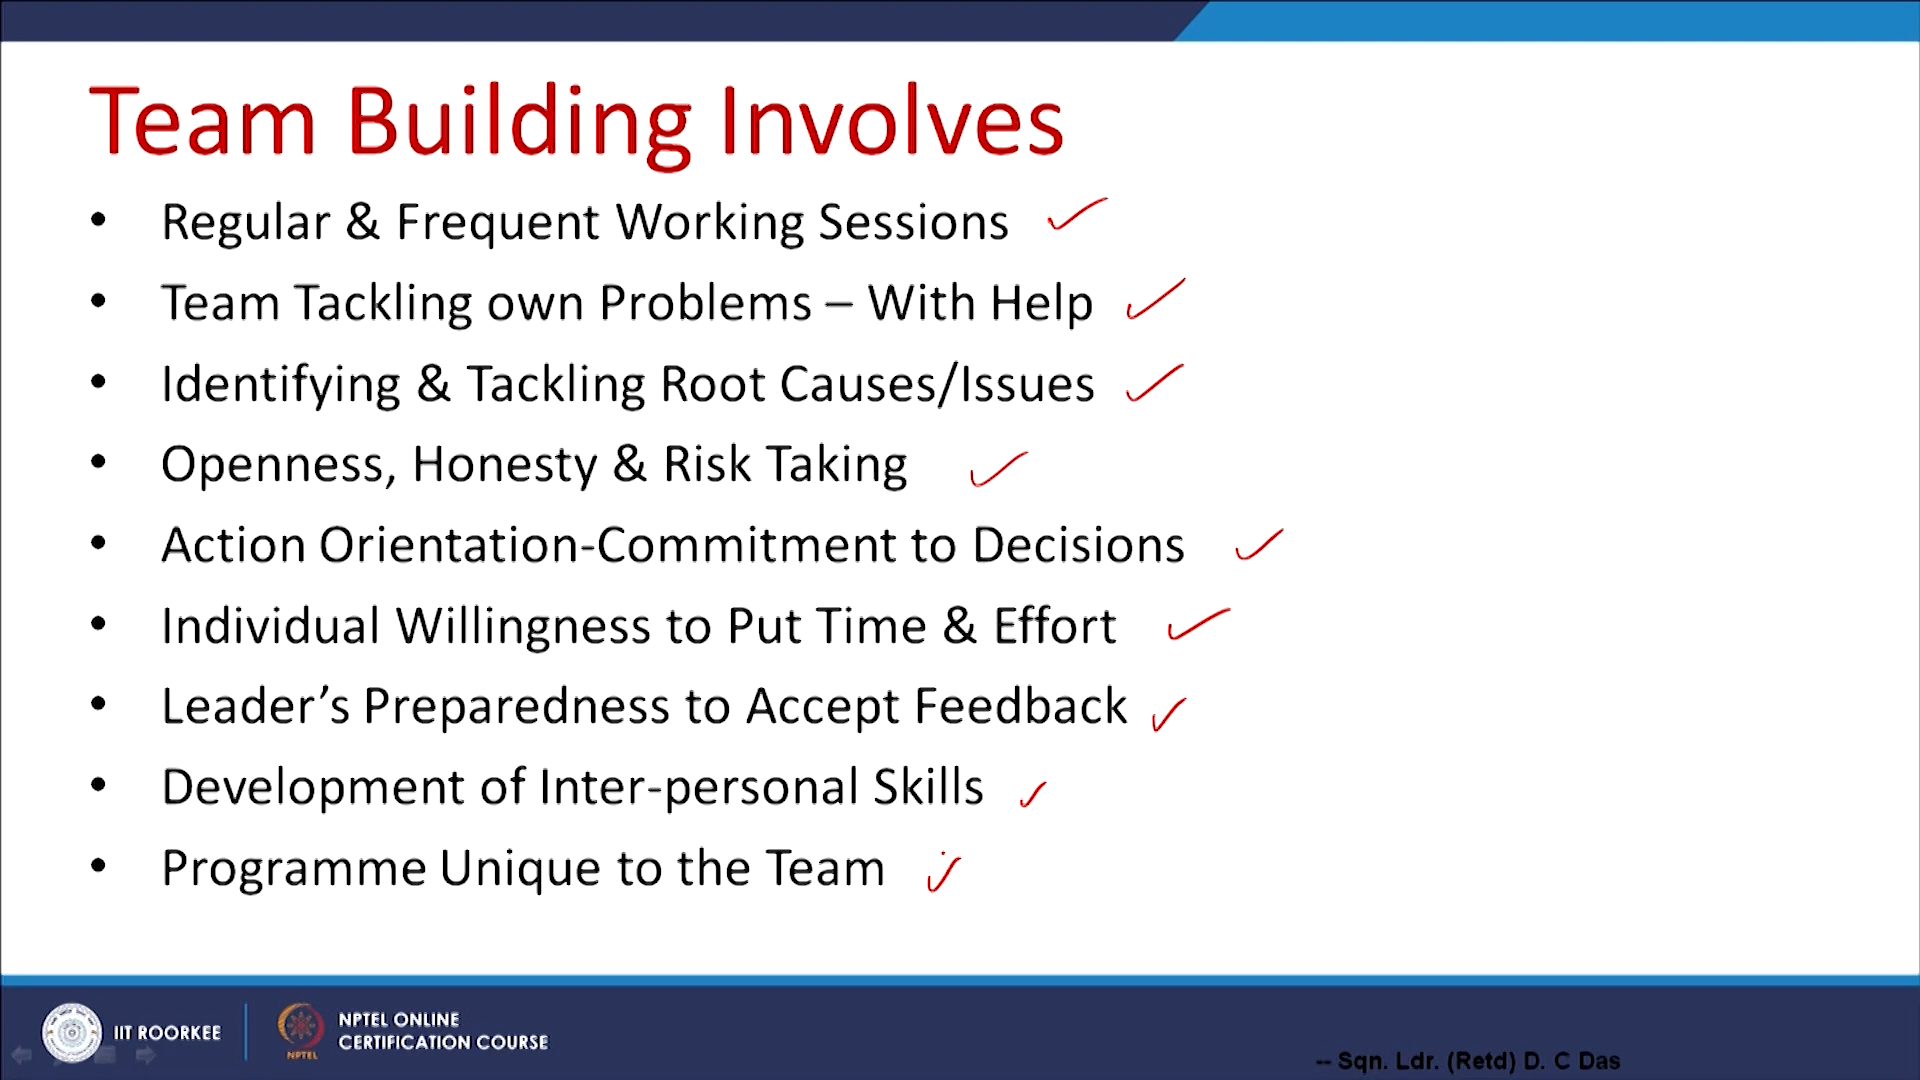 Team Building Involves
• Regular & Frequent Working Sessions
• Team Tackling own Problems – With Help
• Identifying & Tackling Root Causes/Issues
• Openness, Honesty & Risk Taking
• Action Orientation-Commitment to Decisions
• Individual Willingness to Put Time & Effort
• Leader’s Preparedness to Accept Feedback
• Development of Inter-personal Skills
• Programme Unique to the Team
IIT ROORKEE
NPTEL
NPTEL ONLINE
CERTIFICATION COURSE
-- Sqn. Ldr. (Retd) D. C Das